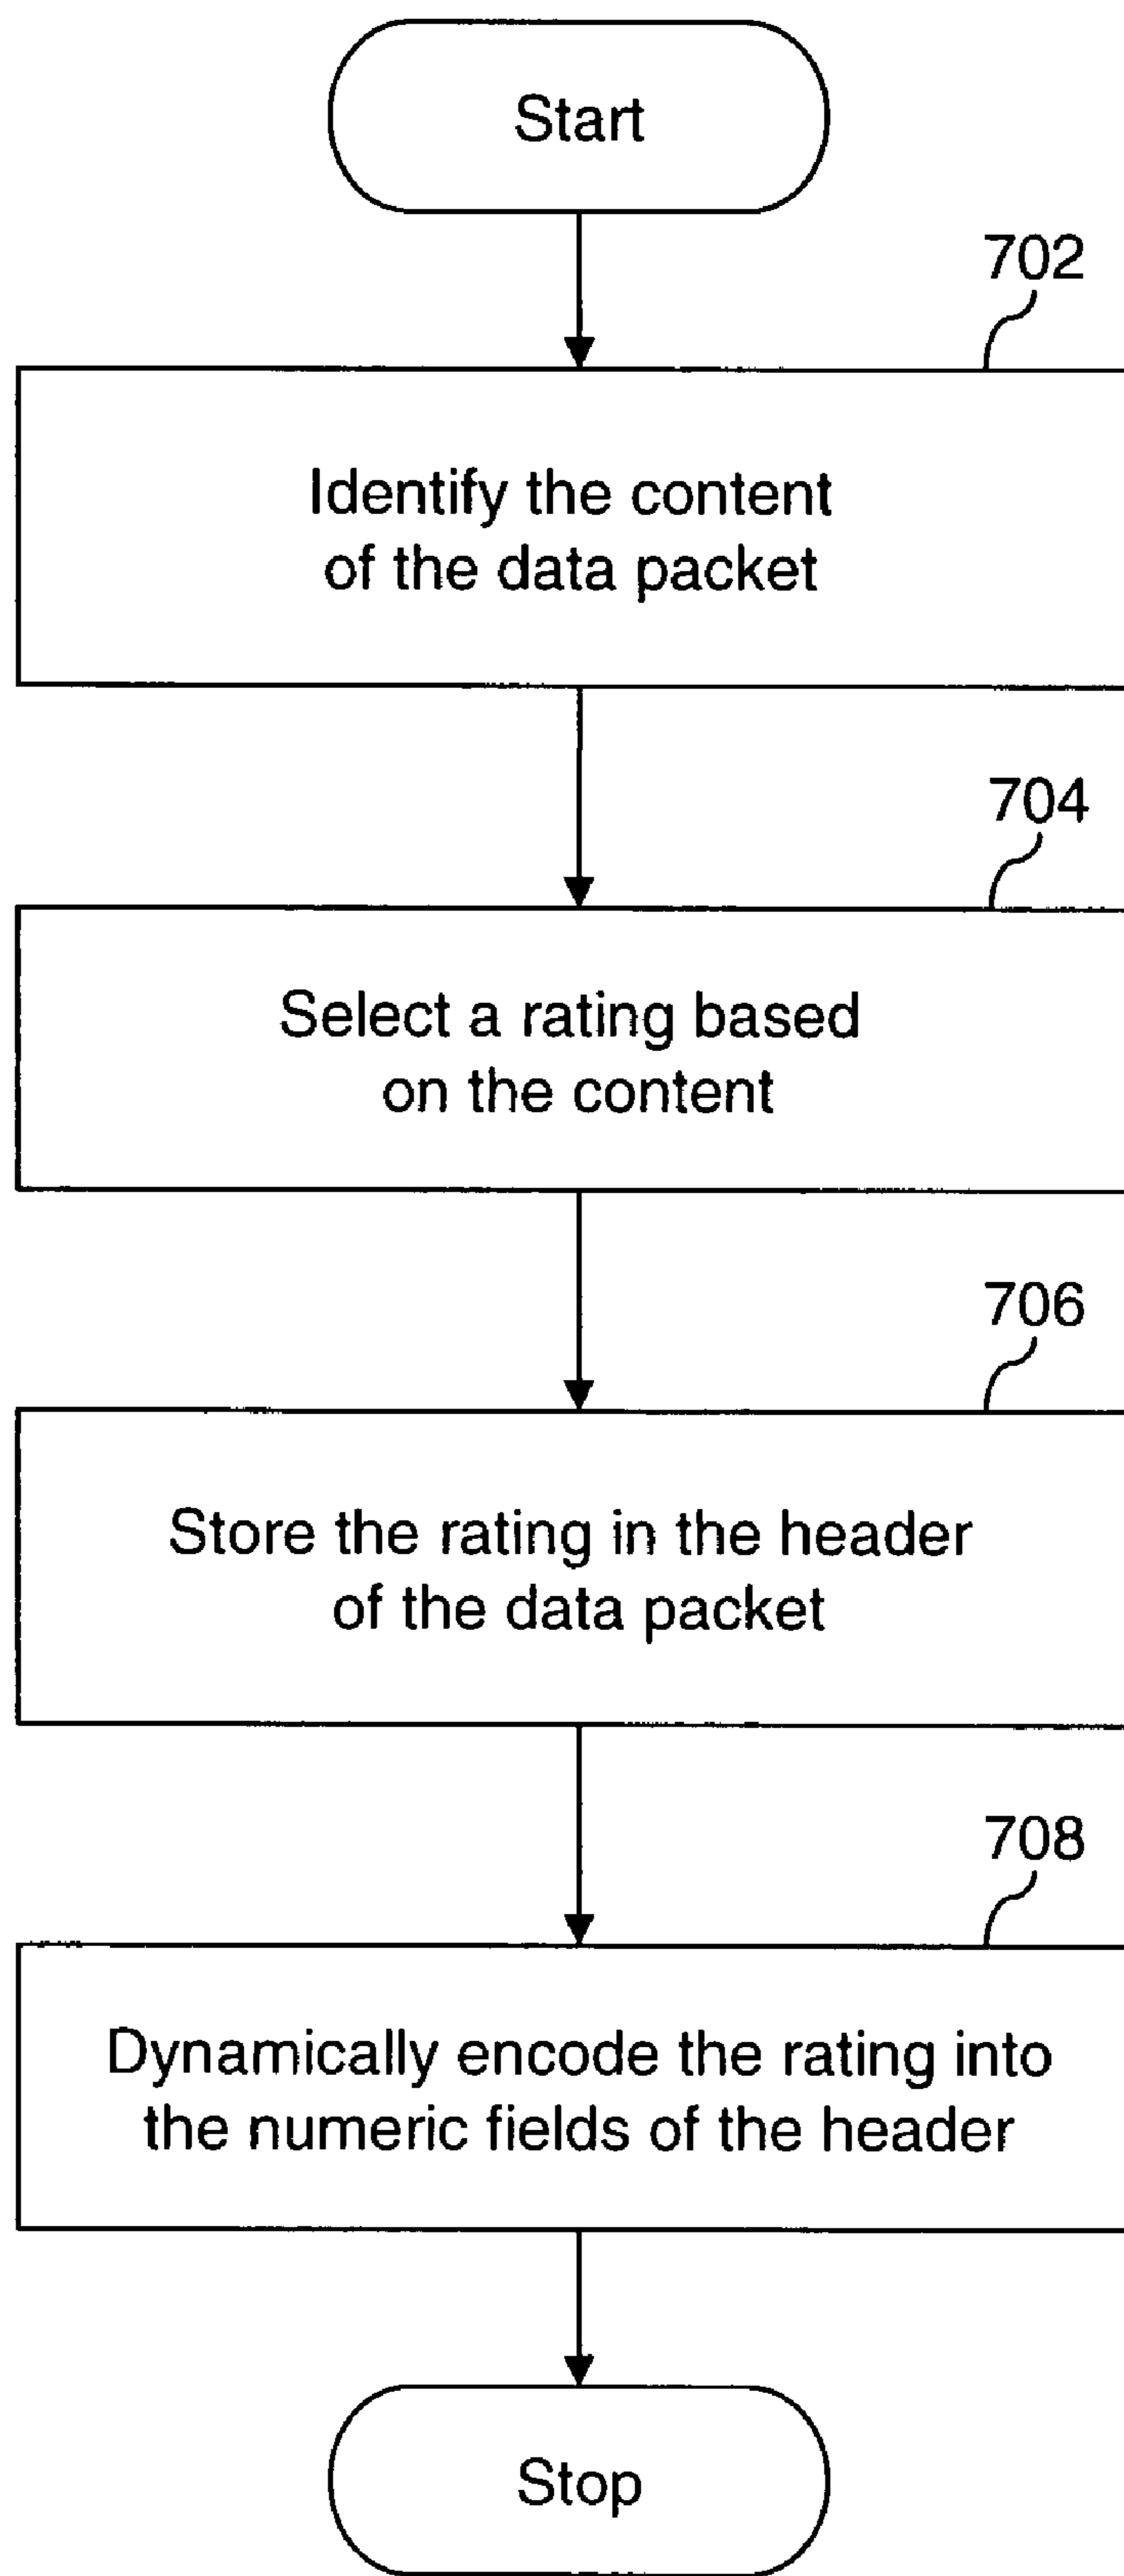 Start
702
Identify the content
of the data packet
704
Select a rating based
on the content
706
Store the rating in the header
of the data packet
708
Dynamically encode the rating into
the numeric fields of the header
Stop